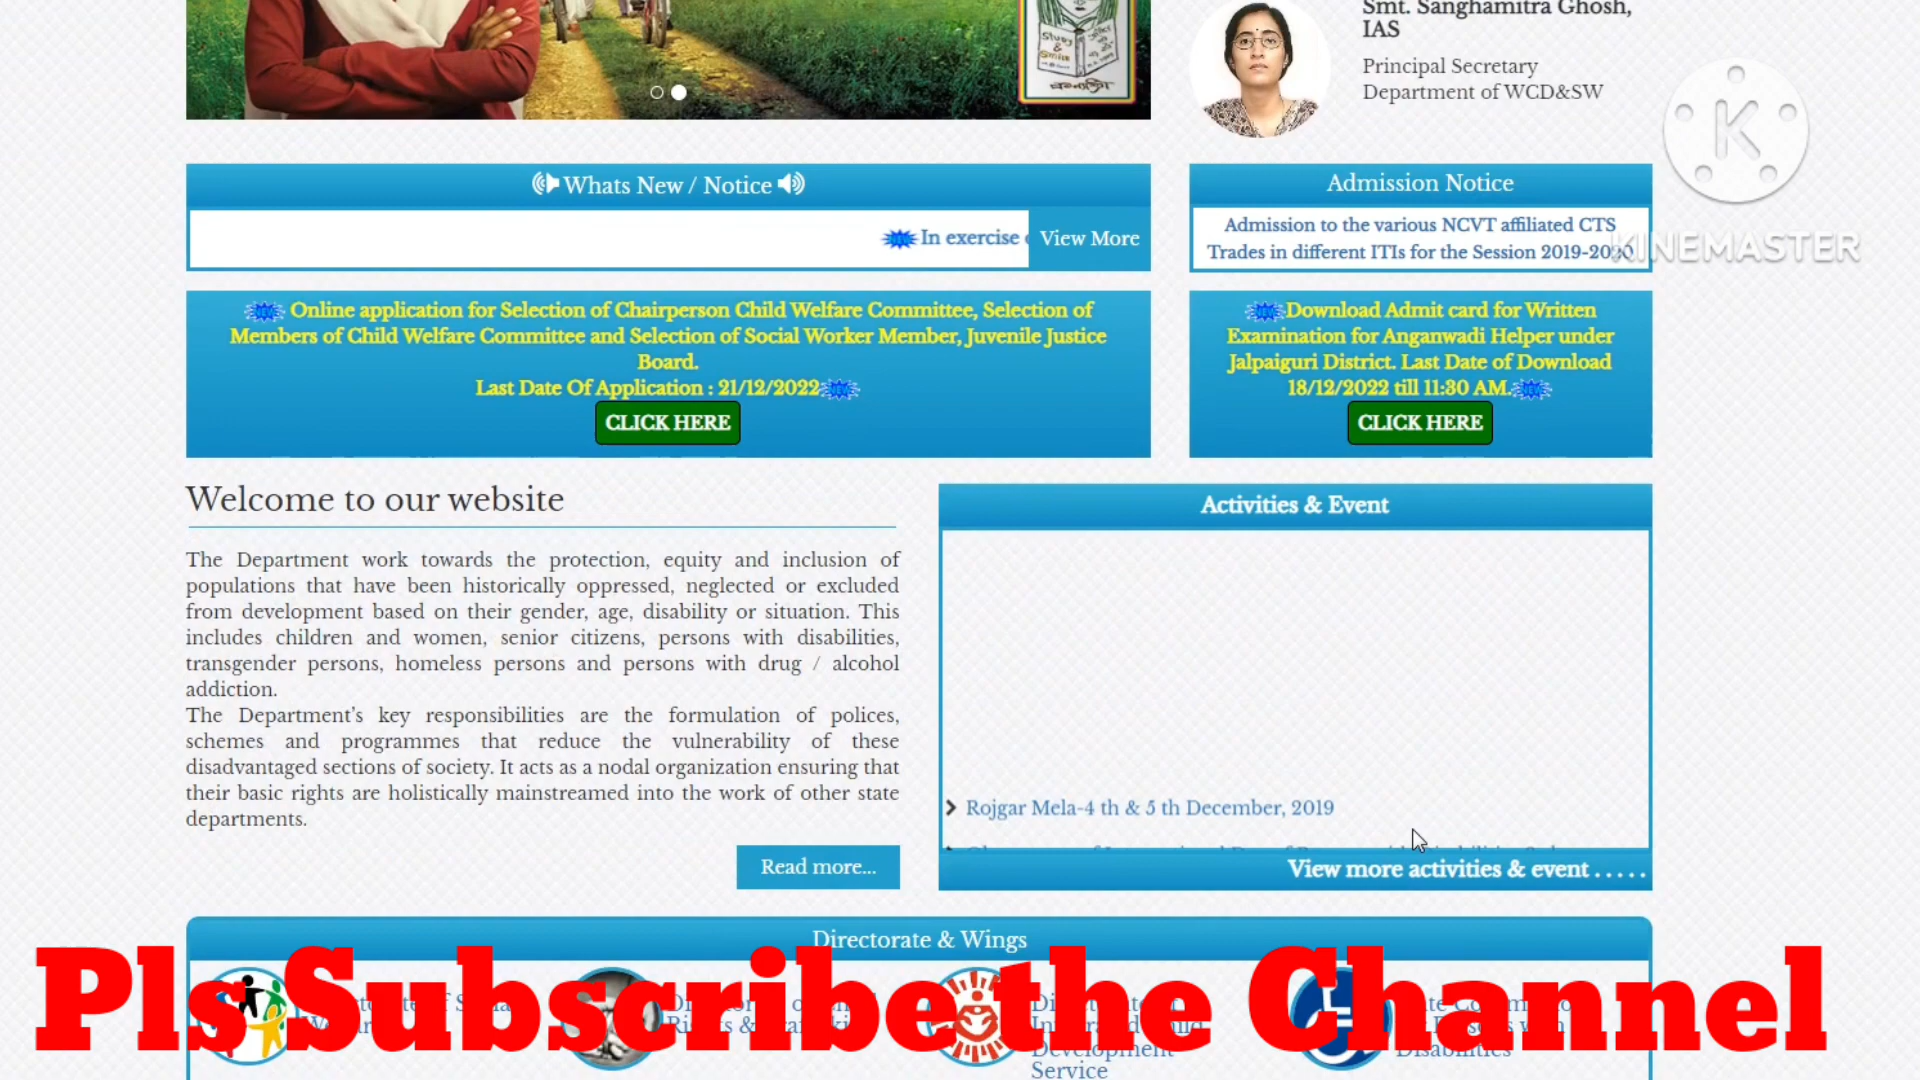 Smt. Sanghamitra Ghosh,
IAS
Principal Secretary
Department of WCD&SW
Study
&
Shine
K
KINEMASTER
Whats New / Notice
In exercise
View More
Admission Notice
Admission to the various NCVT affiliated CTS
Trades in different ITIs for the Session 2019-2020
Online application for Selection of Chairperson Child Welfare Committee, Selection of
Members of Child Welfare Committee and Selection of Social Worker Member, Juvenile Justice
Board.
Last Date Of Application : 21/12/2022
CLICK HERE
Download Admit card for Written
Examination for Anganwadi Helper under
Jalpaiguri District. Last Date of Download
18/12/2022 till 11:30 AM.
CLICK HERE
Welcome to our website
The Department work towards the protection, equity and inclusion of
populations that have been historically oppressed, neglected or excluded
from development based on their gender, age, disability or situation. This
includes children and women, senior citizens, persons with disabilities,
transgender persons, homeless persons and persons with drug / alcohol
addiction.
The Department's key responsibilities are the formulation of polices,
schemes and programmes that reduce the vulnerability of these
disadvantaged sections of society. It acts as a nodal organization ensuring that
their basic rights are holistically mainstreamed into the work of other state
departments.
Read more...
Activities & Event
Rojgar Mela-4 th & 5 th December, 2019
View more activities & event . . . . .
Directorate & Wings
Pls Subscribe the Channel
Development
Service
Disabilities